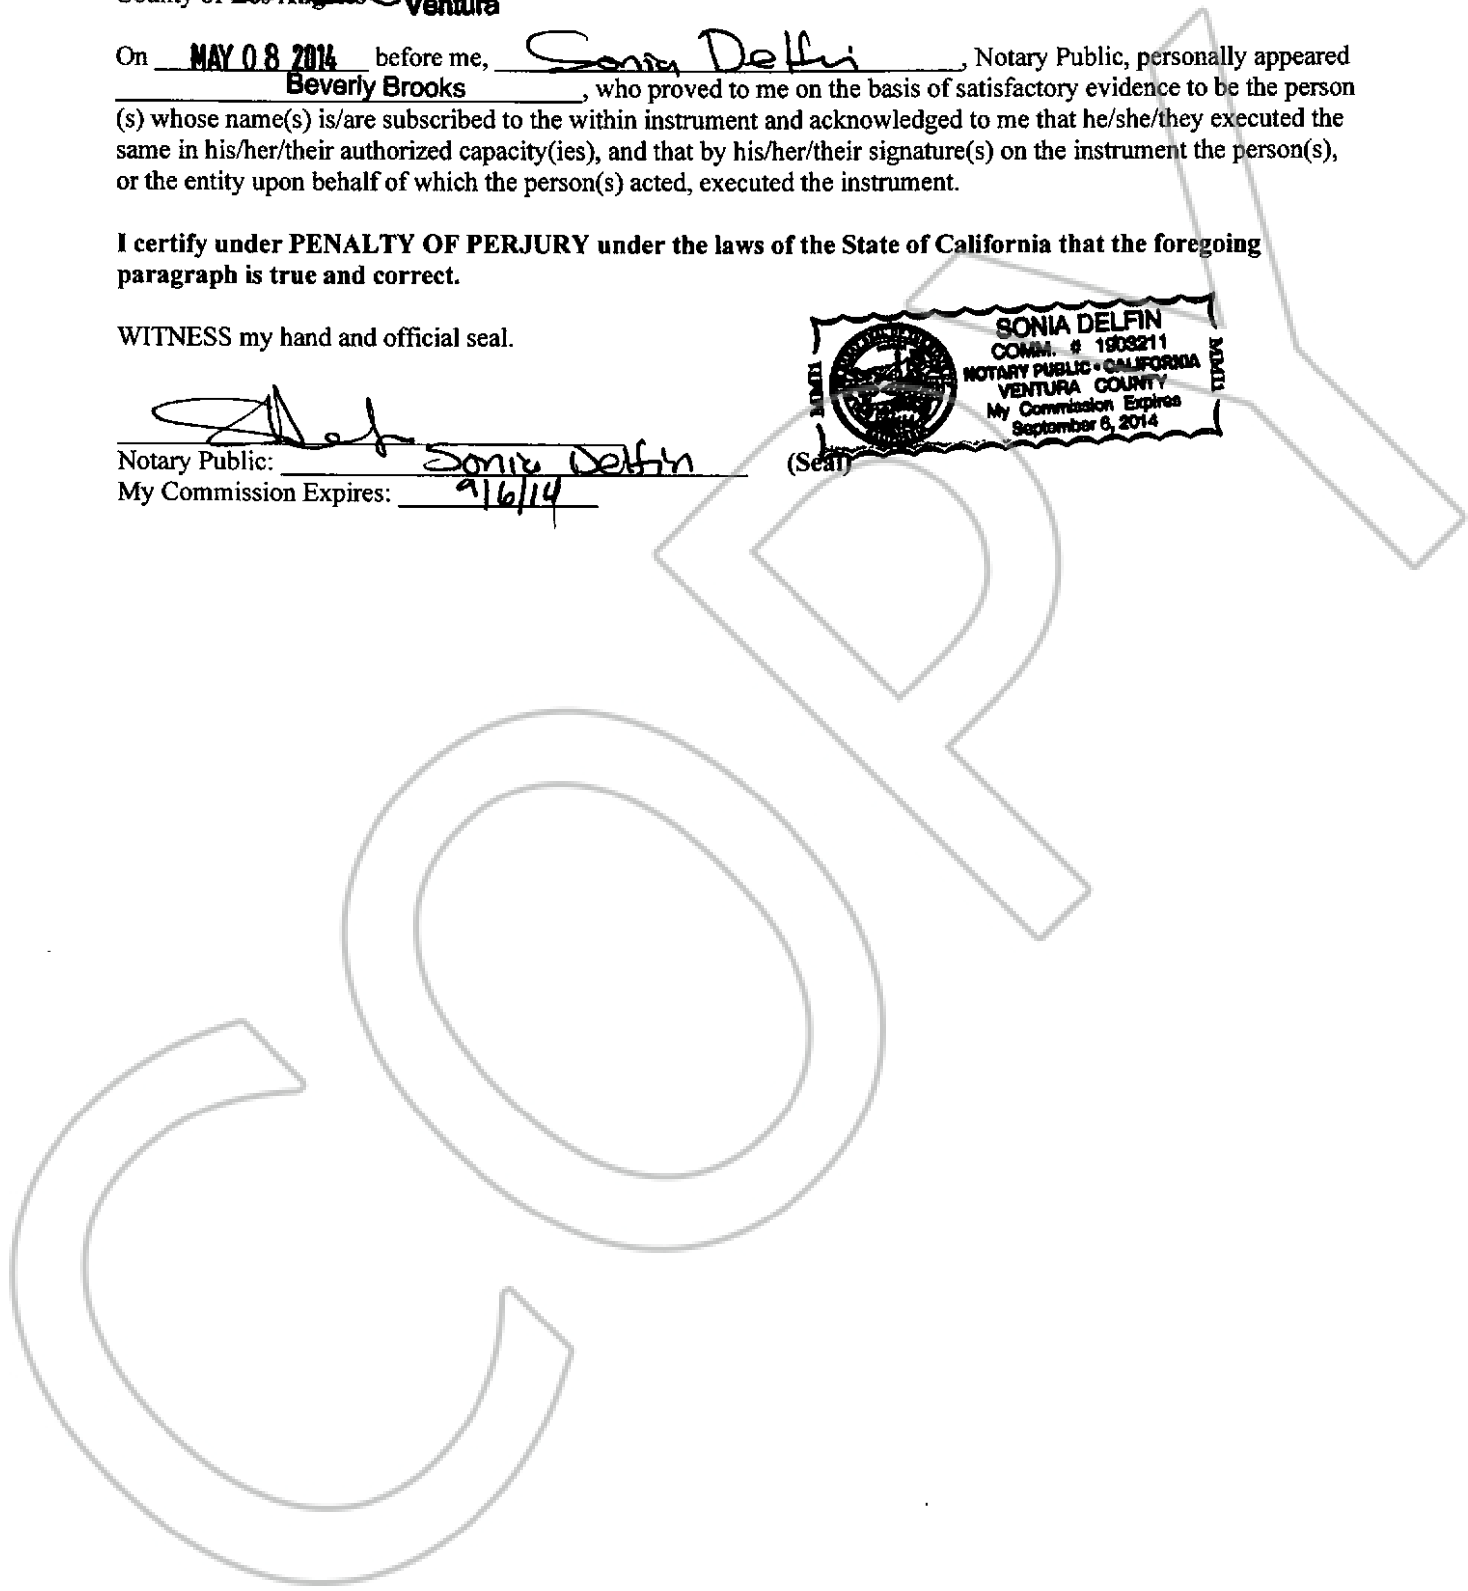 County of Los Angeles Ventura
On MAY 08 2014 before me, Sonia Delfin, Notary Public, personally appeared
Beverly Brooks, who proved to me on the basis of satisfactory evidence to be the person
(s) whose name(s) is/are subscribed to the within instrument and acknowledged to me that he/she/they executed the
same in his/her/their authorized capacity(ies), and that by his/her/their signature(s) on the instrument the person(s),
or the entity upon behalf of which the person(s) acted, executed the instrument.
I certify under PENALTY OF PERJURY under the laws of the State of California that the foregoing
paragraph is true and correct.
WITNESS my hand and official seal.
SONIA DELFIN
COMM. # 1903211
NOTARY PUBLIC • CALIFORNIA
VENTURA COUNTY
My Commission Expires
September 6, 2014
MMD1
MMD1
Notary Public: Sonia Delfin (Seal)
My Commission Expires: 9/6/14
COPY